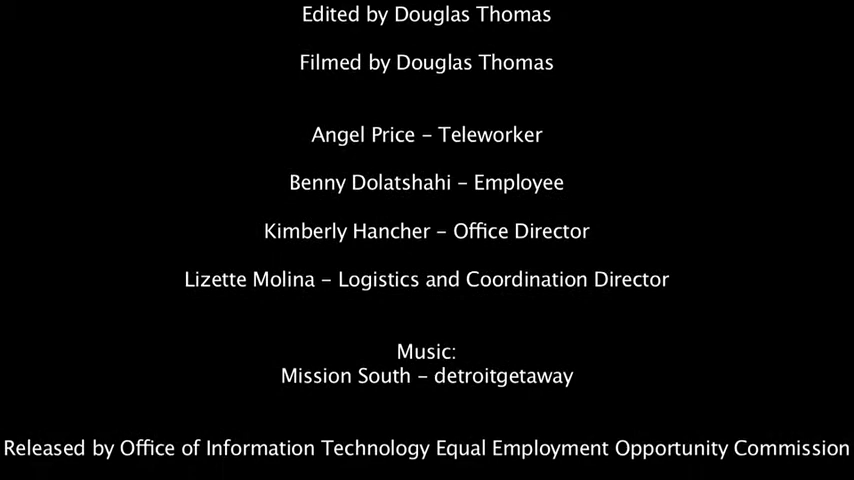 Edited by Douglas Thomas
Filmed by Douglas Thomas
Angel Price – Teleworker
Benny Dolatshahi – Employee
Kimberly Hancher – Office Director
Lizette Molina – Logistics and Coordination Director
Music:
Mission South – detroitgetaway
Released by Office of Information Technology Equal Employment Opportunity Commission